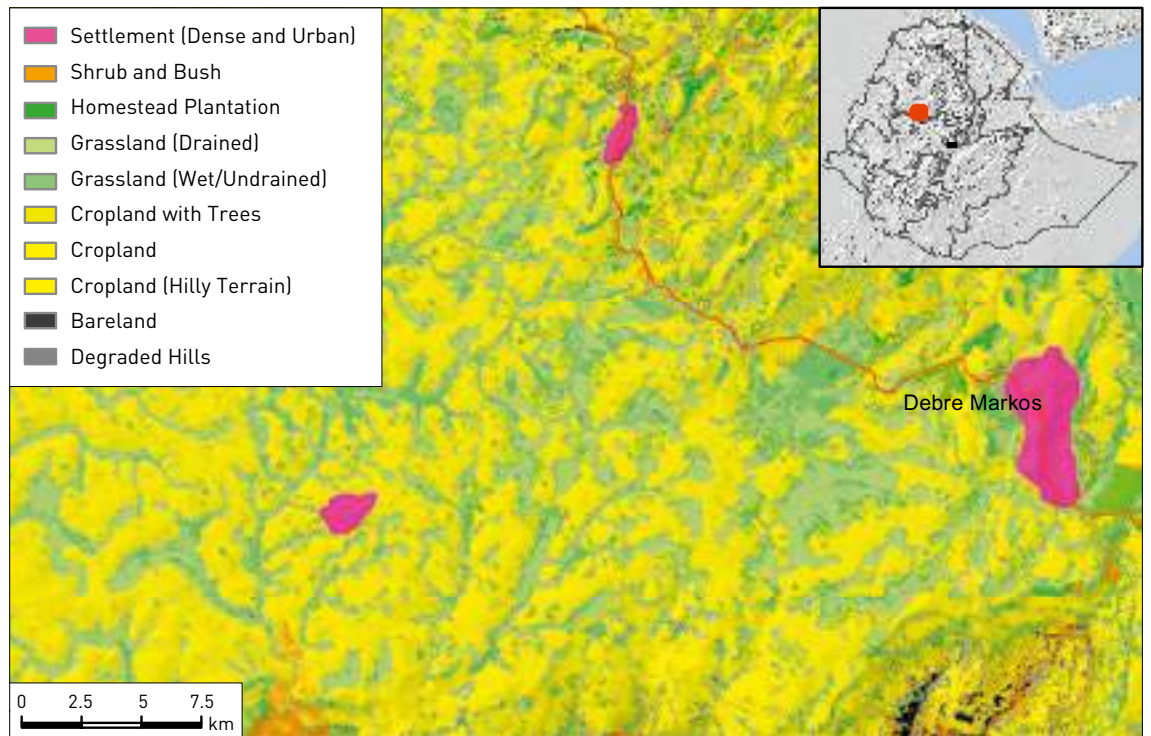 Settlement (Dense and Urban)
Shrub and Bush
Homestead Plantation
Grassland (Drained)
Grassland (Wet/Undrained)
Cropland with Trees
Cropland
Cropland (Hilly Terrain)
Bareland
Degraded Hills
Debre Markos
0 2.5 5 7.5
km